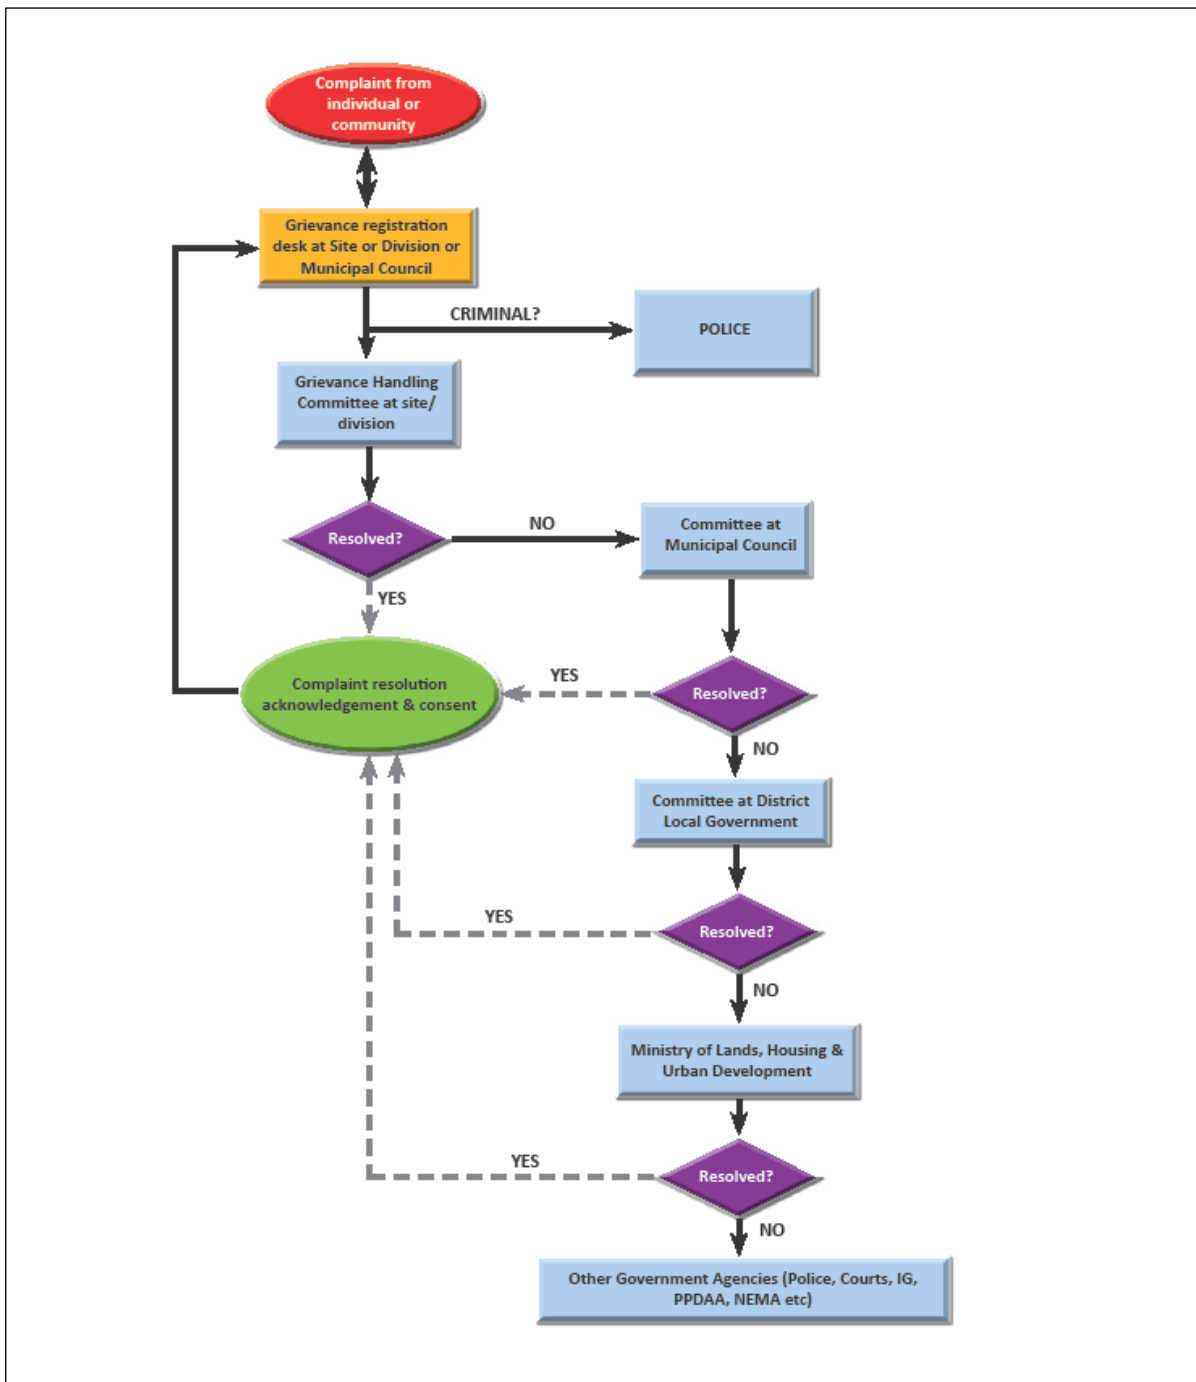 Complaint from
individual or
community
Grievance registration
desk at Site or Division or
Municipal Council
CRIMINAL?
POLICE
Grievance Handling
Committee at site/
division
Resolved?
NO
Committee at
Municipal Council
YES
Complaint resolution
acknowledgement & consent
YES
Resolved?
NO
Committee at District
Local Government
YES
Resolved?
NO
Ministry of Lands, Housing &
Urban Development
YES
Resolved?
NO
Other Government Agencies (Police, Courts, IG,
PPDAA, NEMA etc)